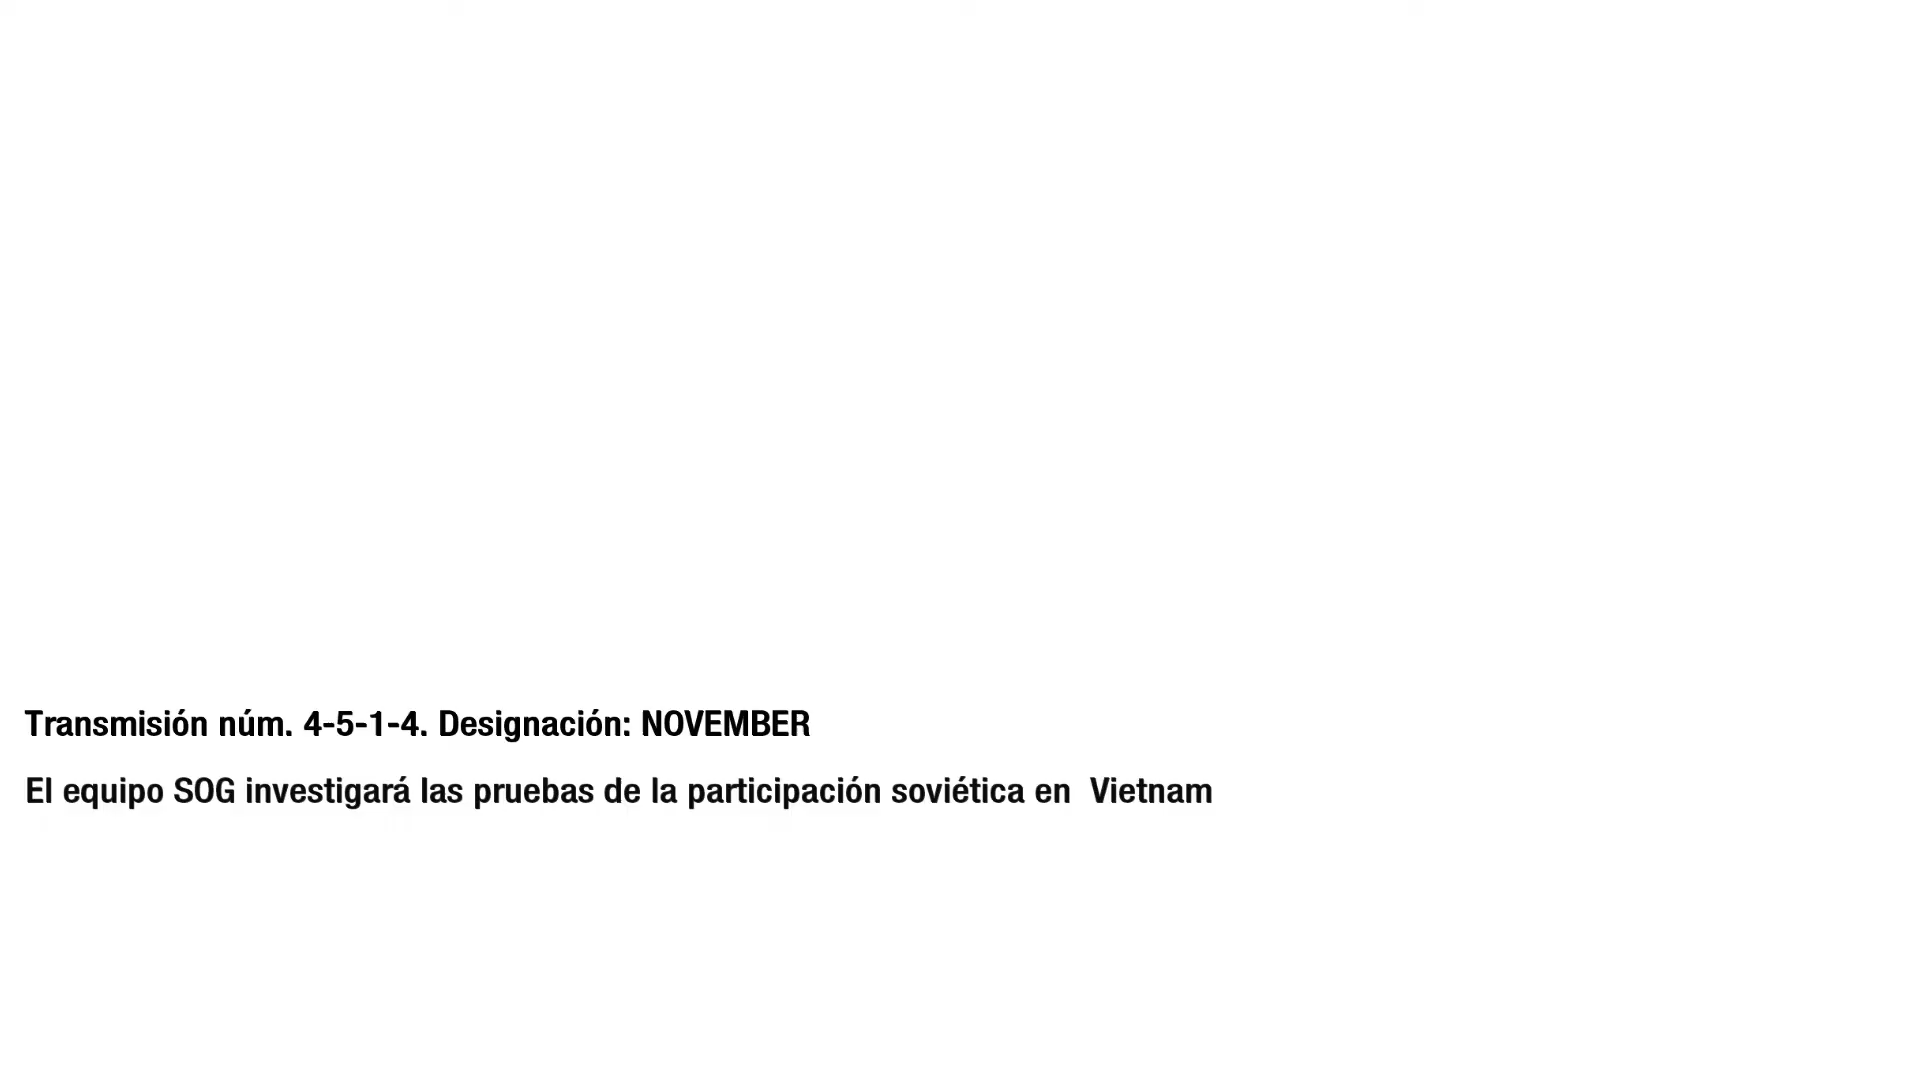 Transmisión núm. 4-5-1-4. Designación: NOVEMBER
El equipo SOG investigará las pruebas de la participación soviética en  Vietnam